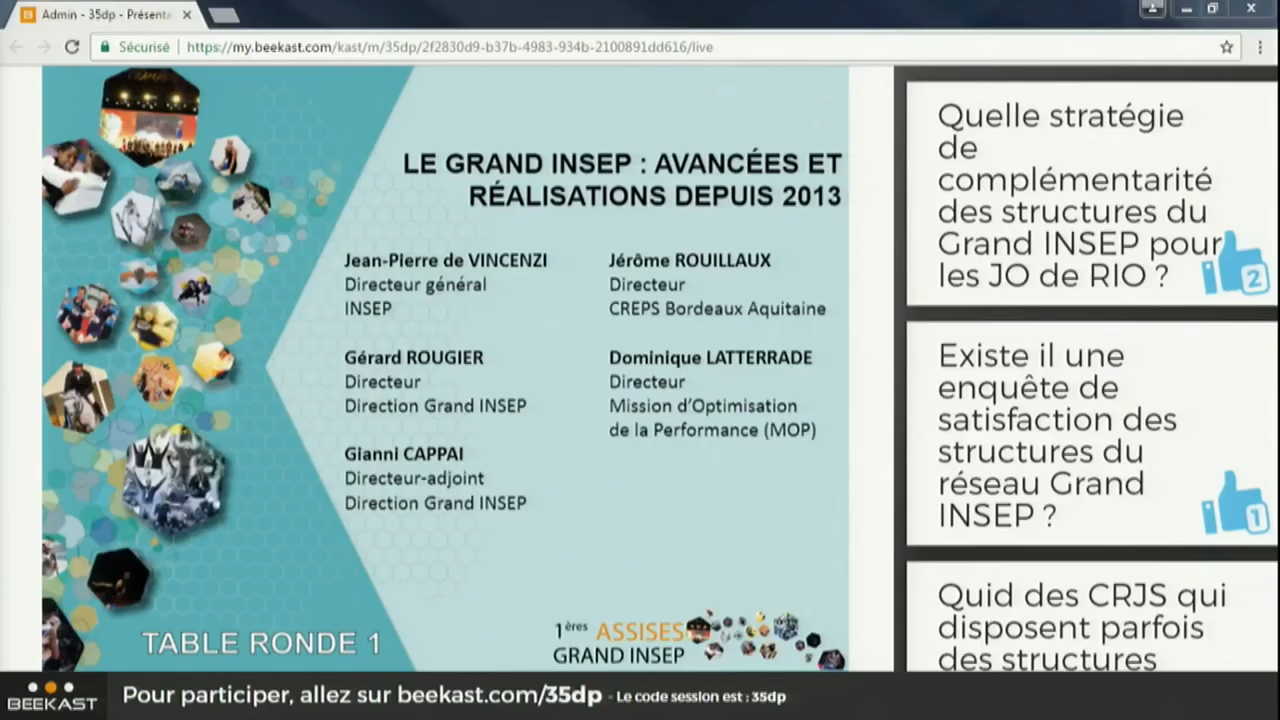 Admin - 35dp - Présenta
Sécurisé
https://my.beekast.com/kast/m/35dp/2f2830d9-b37b-4983-934b-2100891dd616/live
LE GRAND INSEP : AVANCÉES ET
RÉALISATIONS DEPUIS 2013
Jean-Pierre de VINCENZI
Directeur général
INSEP
Gérard ROUGIER
Directeur
Direction Grand INSEP
Gianni CAPPAI
Directeur-adjoint
Direction Grand INSEP
Jérôme ROUILLAUX
Directeur
CREPS Bordeaux Aquitaine
Dominique LATTERRADE
Directeur
Mission d'Optimisation
de la Performance (MOP)
TABLE RONDE 1
1ères ASSISES
GRAND INSEP
Quelle stratégie
de
complémentarité
des structures du
Grand INSEP pour
les JO de RIO ?
2
Existe il une
enquête de
satisfaction des
structures du
réseau Grand
INSEP ?
1
Quid des CRJS qui
disposent parfois
des structures
BEEKAST
Pour participer, allez sur beekast.com/35dp - Le code session est : 35dp